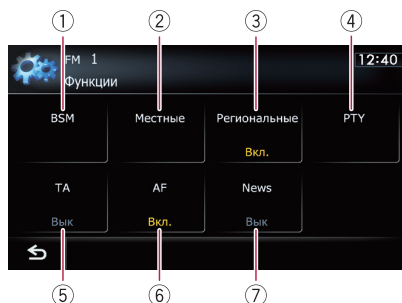 ① ② ③ ④
FM 1 12:40
Функции
BSM Местные Региональные PTY
Вкл.
TA AF News
Вык Вкл. Вык
⑤ ⑥ ⑦